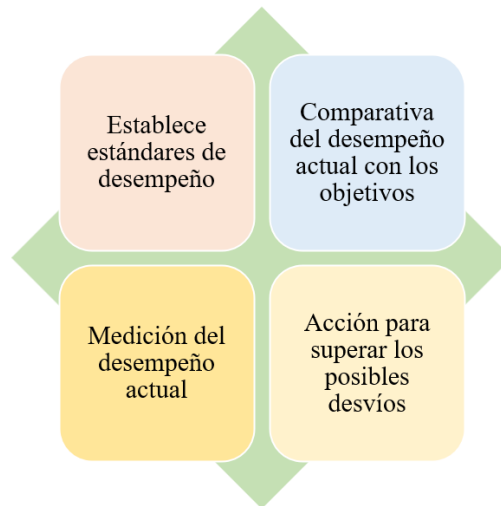 Establece
estándares de
desempeño
Comparativa
del desempeño
actual con los
objetivos
Medición del
desempeño
actual
Acción para
superar los
posibles
desvíos